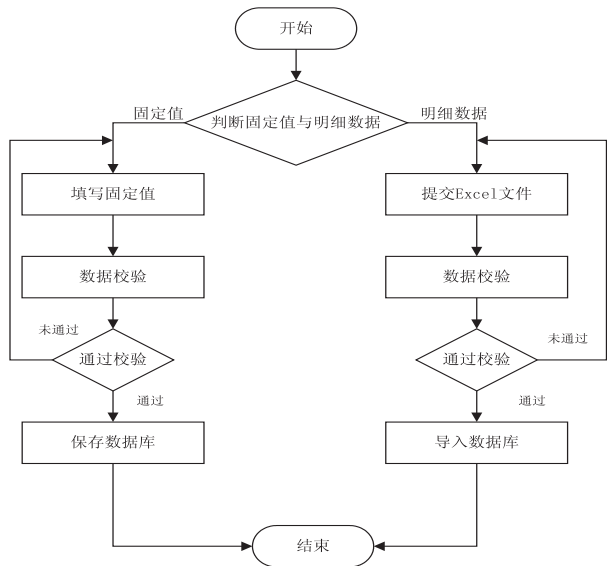 开始
判断固定值与明细数据
固定值
明细数据
填写固定值
提交Excel文件
数据校验
数据校验
未通过
通过校验
未通过
通过校验
通过
通过
保存数据库
导入数据库
结束